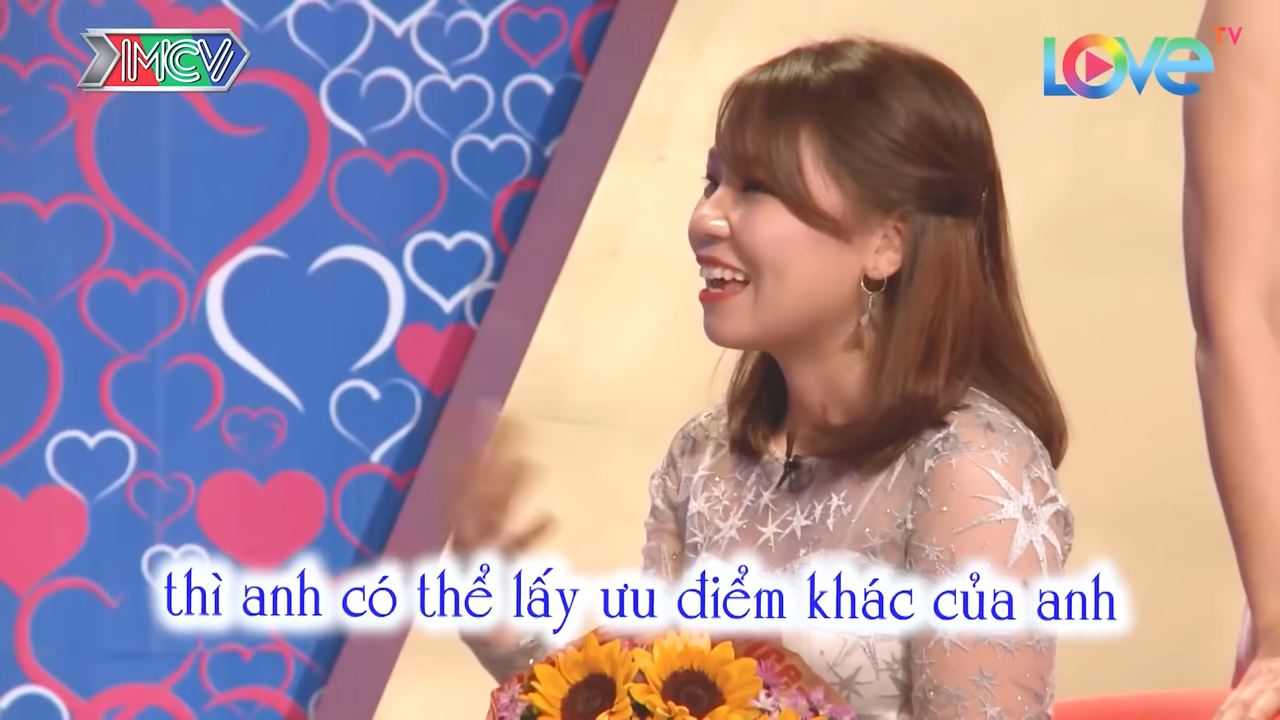 MCV
LOVE TV
thì anh có thể lấy ưu điểm khác của anh